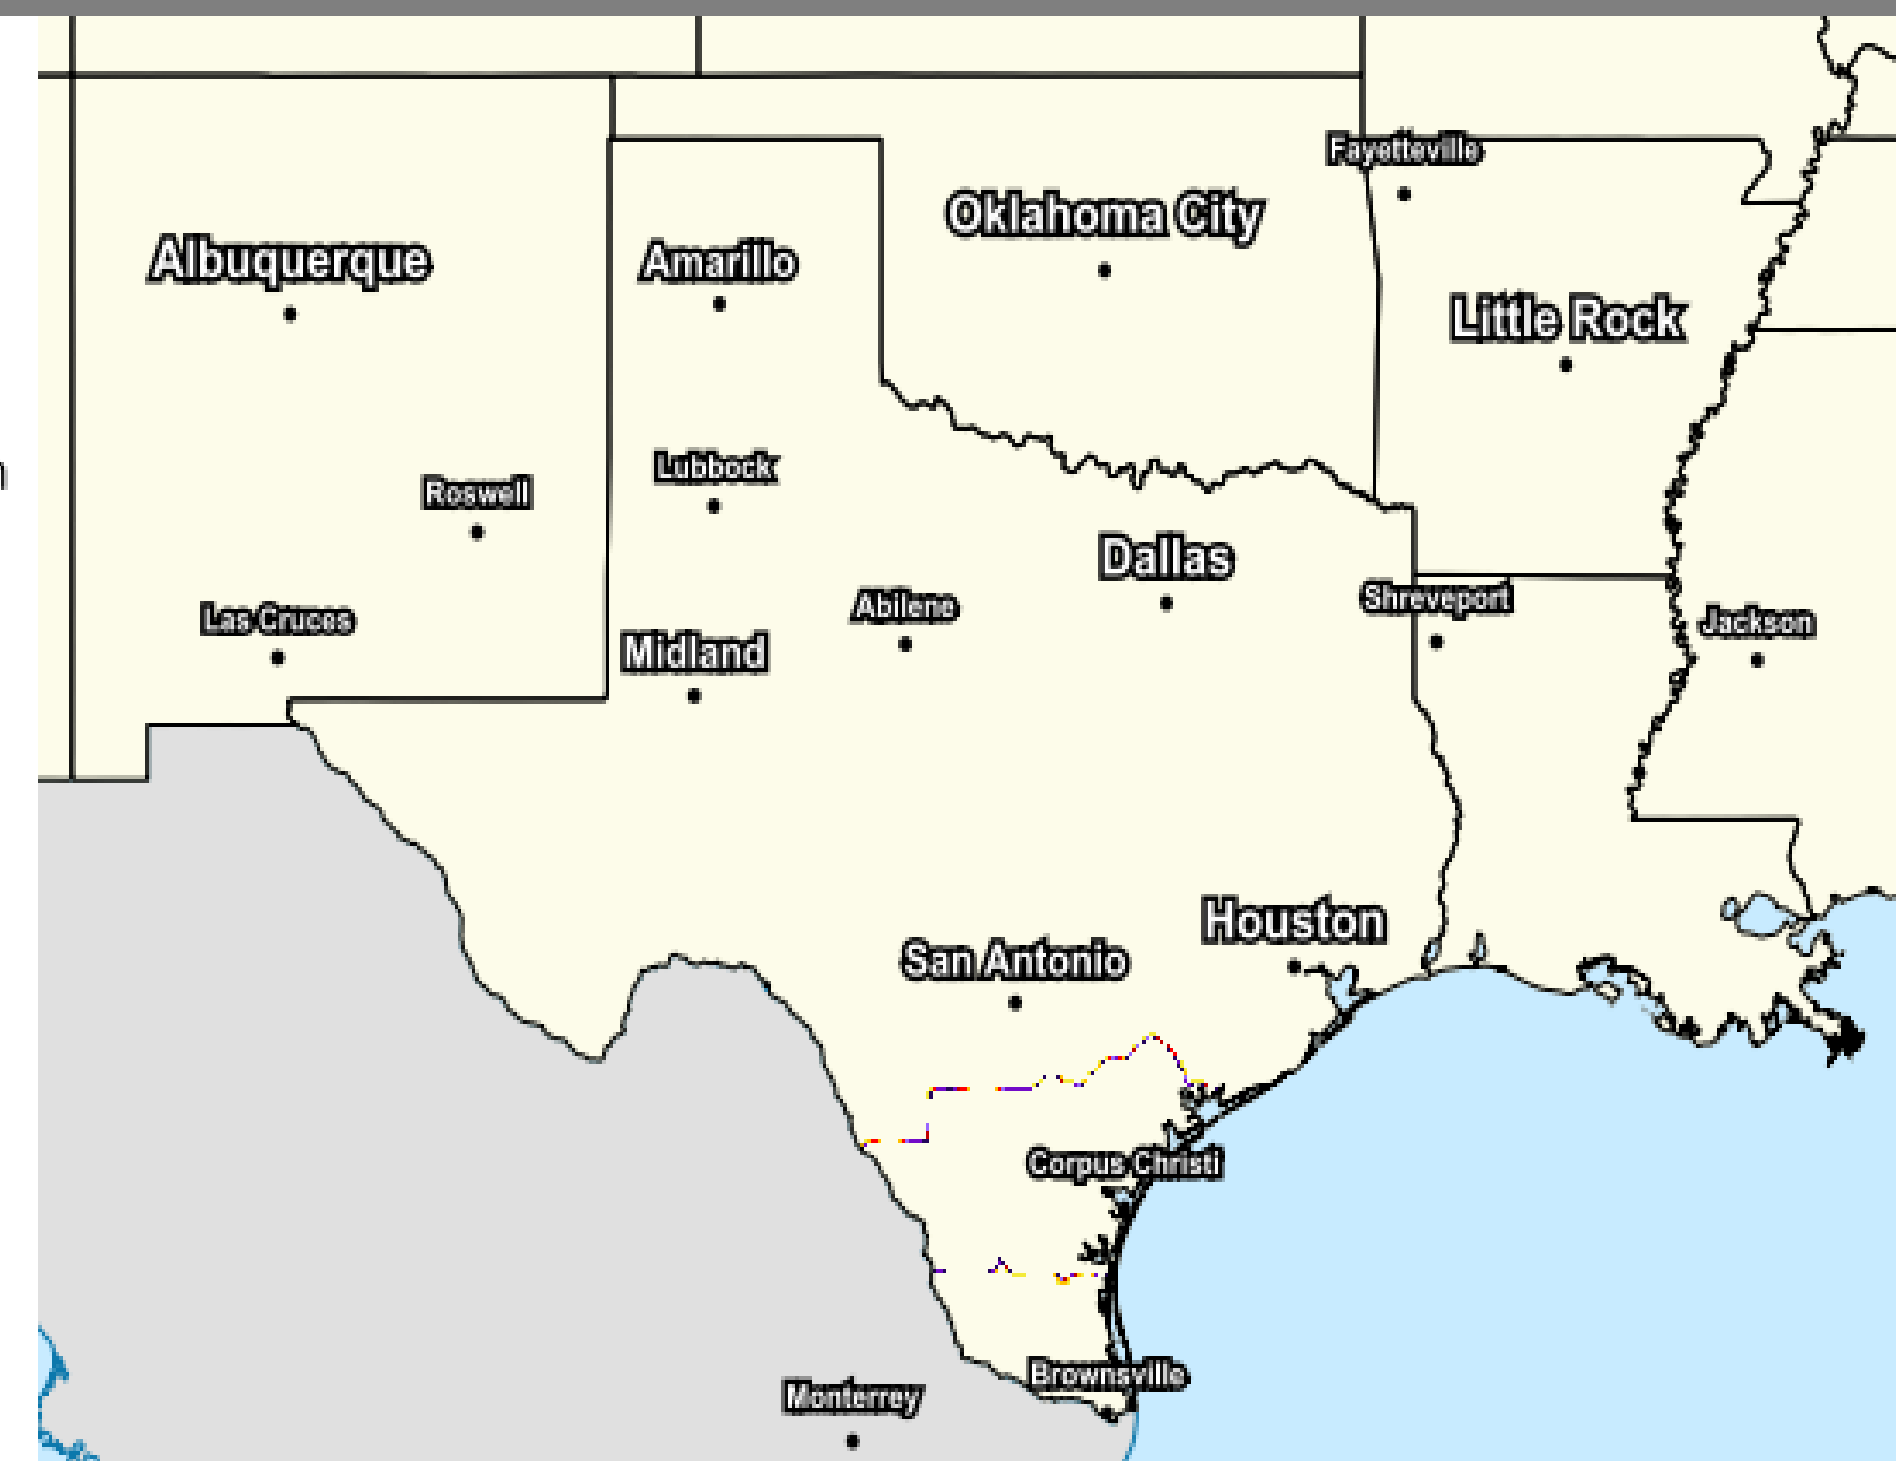 Fayetteville
Oklahoma City
Albuquerque
Amarillo
Little Rock
Lubbock
Roswell
Dallas
Shreveport
Abilene
Las Cruces
Jackson
Midland
Houston
San Antonio
Corpus Christi
Brownsville
Monterrey